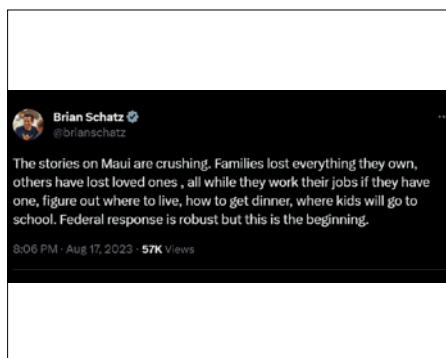 Brian Schatz
@brianschatz
The stories on Maui are crushing. Families lost everything they own,
others have lost loved ones , all while they work their jobs if they have
one, figure out where to live, how to get dinner, where kids will go to
school. Federal response is robust but this is the beginning.
8:06 PM · Aug 17, 2023 · 57K Views